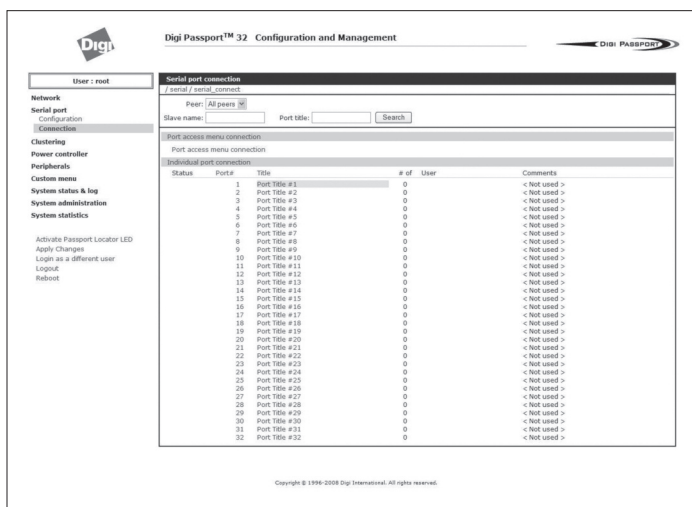 Digi
Digi Passport™ 32 Configuration and Management
DIGI PASSPORT
User : root
Network
Serial port
Configuration
Connection
Clustering
Power controller
Peripherals
Custom menu
System status & log
System administration
System statistics
Activate Passport Locator LED
Apply Changes
Login as a different user
Logout
Reboot
Serial port connection
/ serial / serial_connect
Peer: All peers
Slave name: Port title: Search
Port access menu connection
Port access menu connection
Individual port connection
Status Port# Title # of User Comments
1 Port Title #1 0 < Not used >
2 Port Title #2 0 < Not used >
3 Port Title #3 0 < Not used >
4 Port Title #4 0 < Not used >
5 Port Title #5 0 < Not used >
6 Port Title #6 0 < Not used >
7 Port Title #7 0 < Not used >
8 Port Title #8 0 < Not used >
9 Port Title #9 0 < Not used >
10 Port Title #10 0 < Not used >
11 Port Title #11 0 < Not used >
12 Port Title #12 0 < Not used >
13 Port Title #13 0 < Not used >
14 Port Title #14 0 < Not used >
15 Port Title #15 0 < Not used >
16 Port Title #16 0 < Not used >
17 Port Title #17 0 < Not used >
18 Port Title #18 0 < Not used >
19 Port Title #19 0 < Not used >
20 Port Title #20 0 < Not used >
21 Port Title #21 0 < Not used >
22 Port Title #22 0 < Not used >
23 Port Title #23 0 < Not used >
24 Port Title #24 0 < Not used >
25 Port Title #25 0 < Not used >
26 Port Title #26 0 < Not used >
27 Port Title #27 0 < Not used >
28 Port Title #28 0 < Not used >
29 Port Title #29 0 < Not used >
30 Port Title #30 0 < Not used >
31 Port Title #31 0 < Not used >
32 Port Title #32 0 < Not used >
Copyright © 1996-2008 Digi International. All rights reserved.